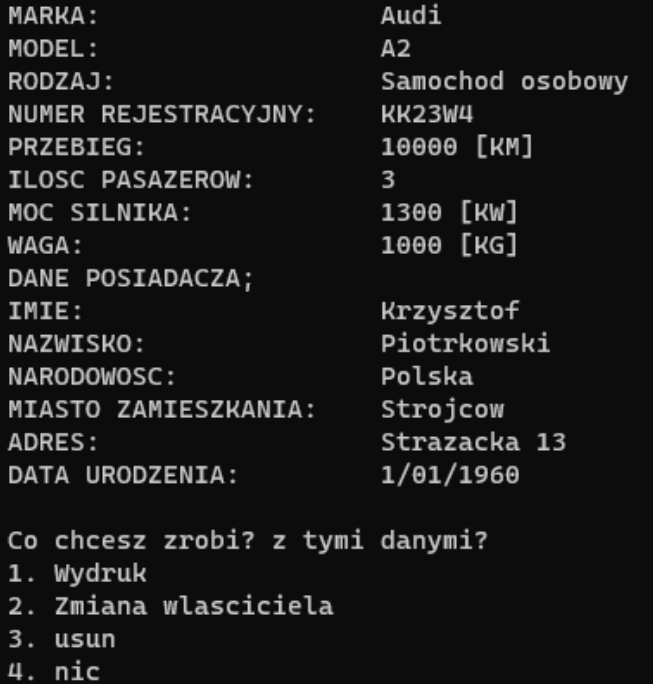 MARKA: Audi
MODEL: A2
RODZAJ: Samochod osobowy
NUMER REJESTRACYJNY: KK23W4
PRZEBIEG: 10000 [KM]
ILOSC PASAZEROW: 3
MOC SILNIKA: 1300 [KW]
WAGA: 1000 [KG]
DANE POSIADACZA;
IMIE: Krzysztof
NAZWISKO: Piotrkowski
NARODOWOSC: Polska
MIASTO ZAMIESZKANIA: Strojcow
ADRES: Strazacka 13
DATA URODZENIA: 1/01/1960
Co chcesz zrobi? z tymi danymi?
1. Wydruk
2. Zmiana wlasciciela
3. usun
4. nic